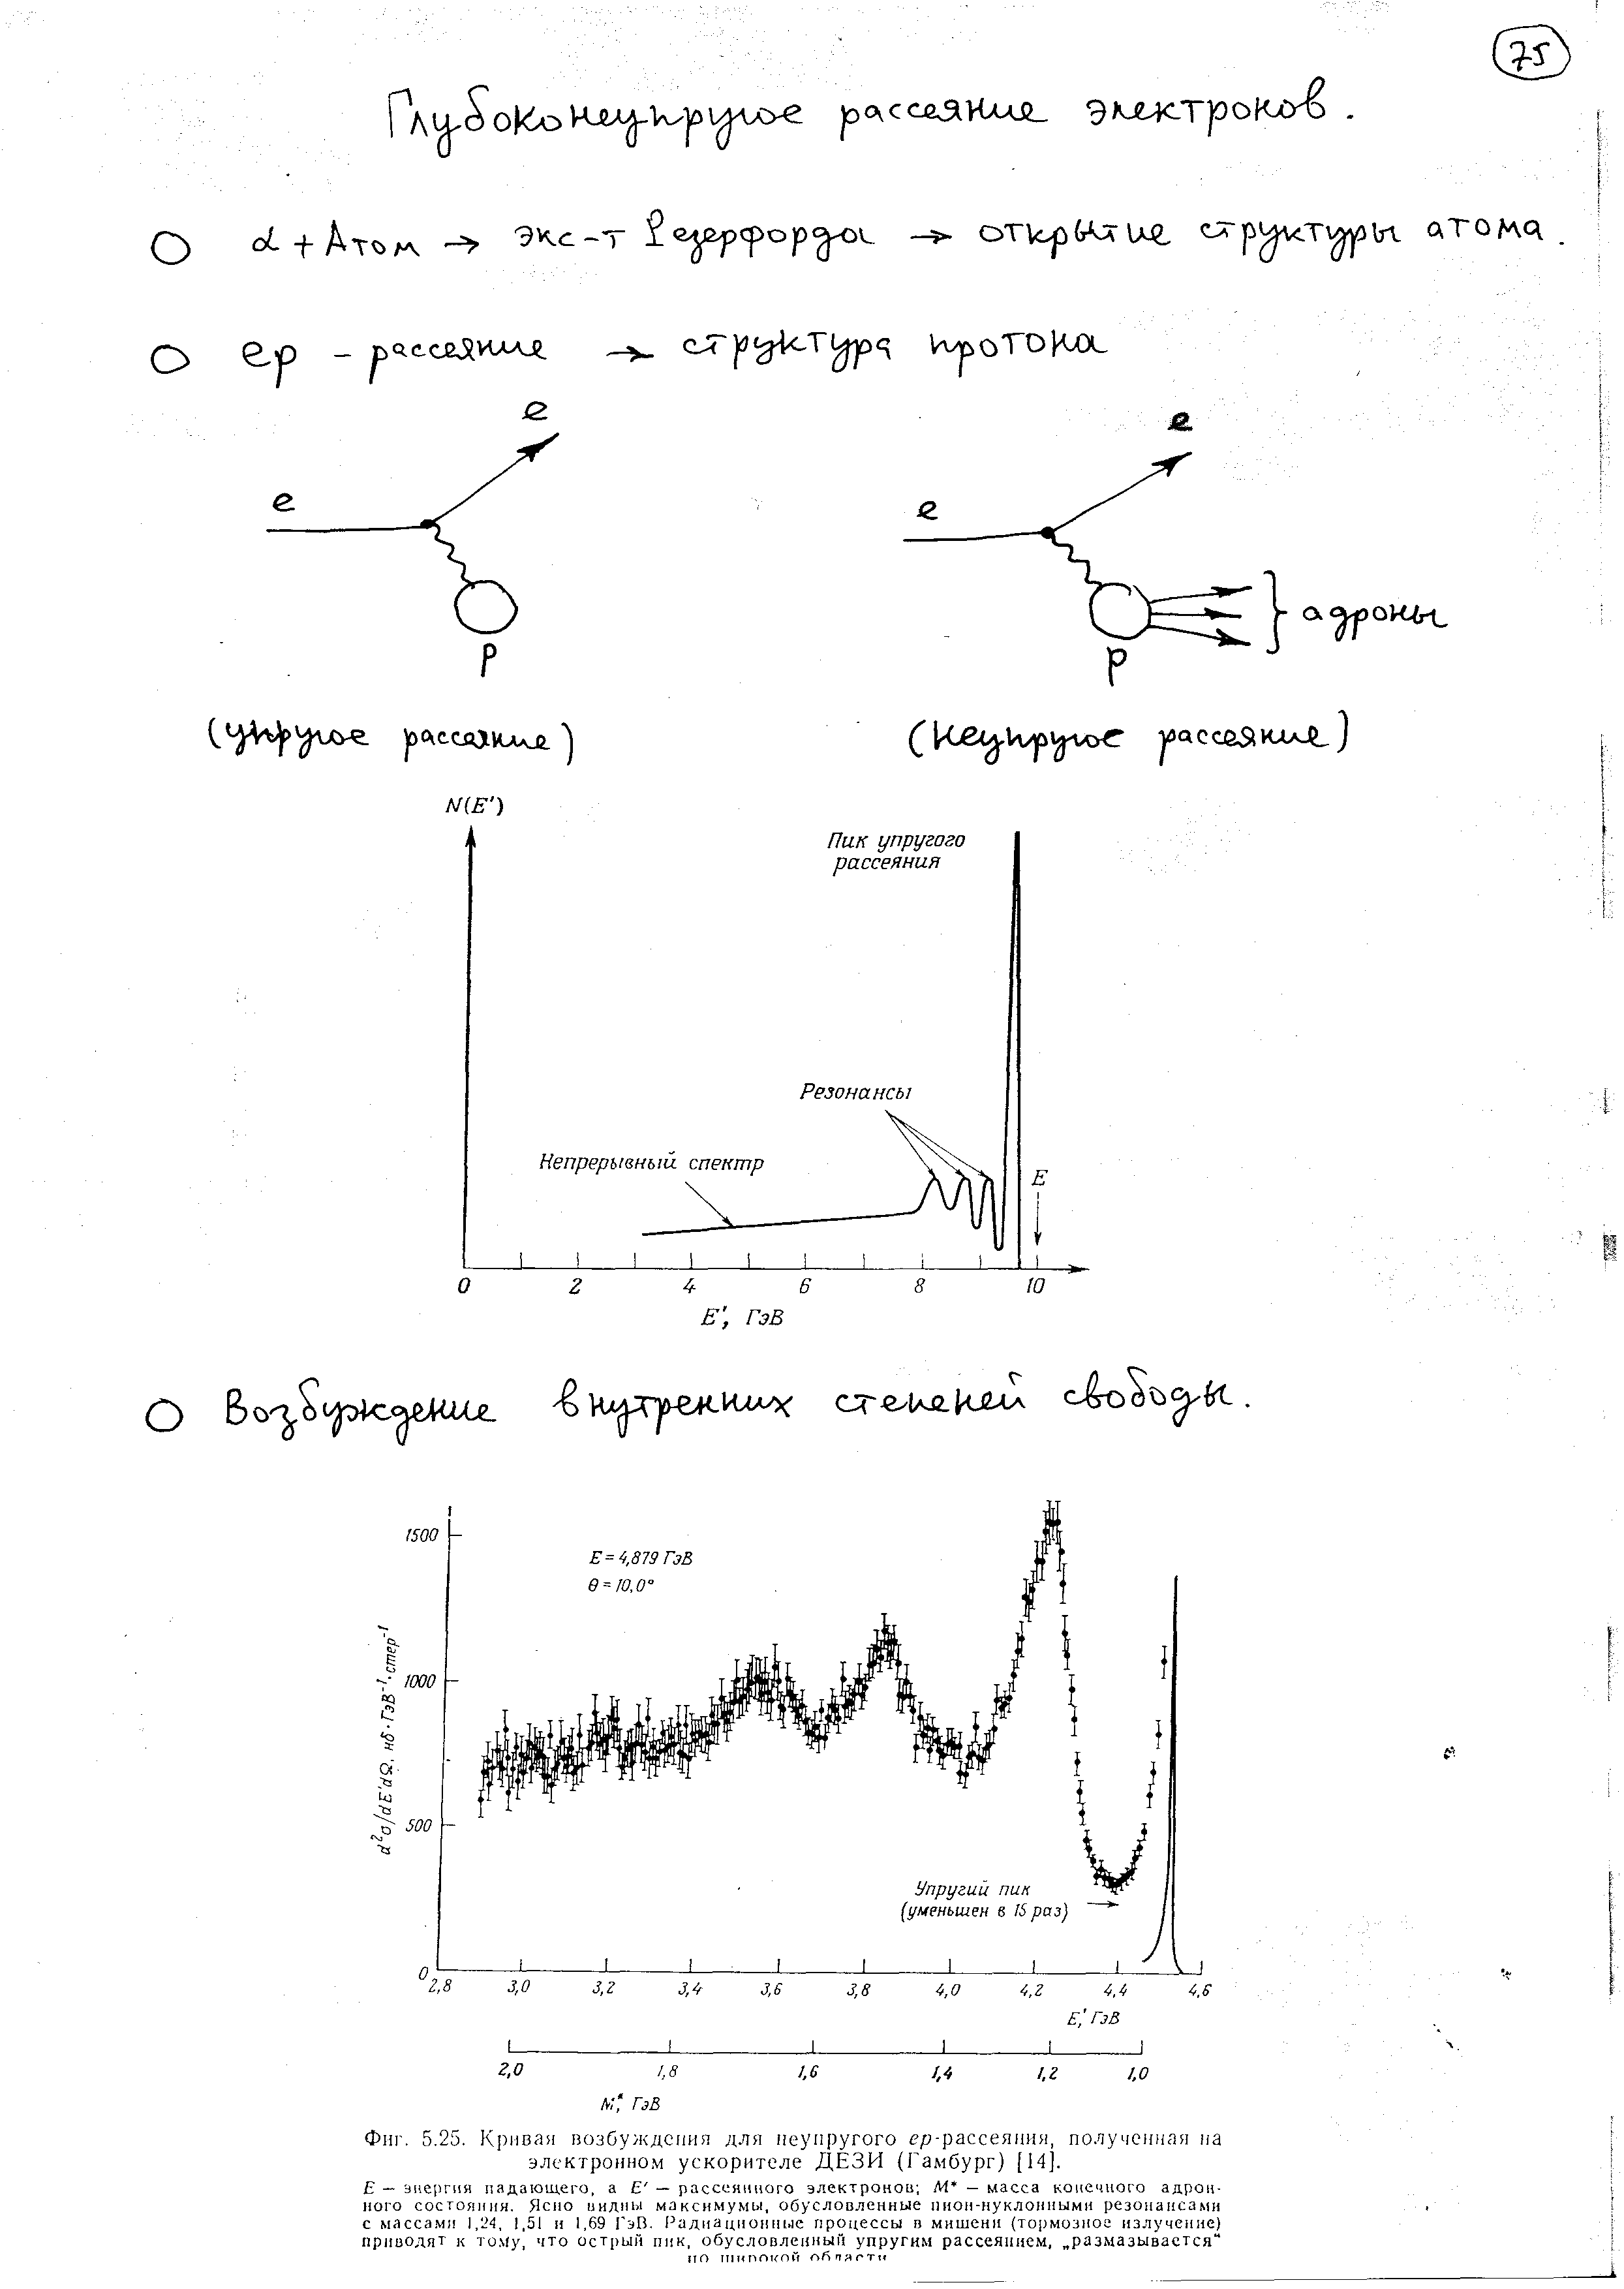 75
Глубоконеупругое рассеяние электронов.
α + Атом → экс-т Резерфорда → открытие структуры атома.
ep - рассеяние → структура протона
e
e
e
e
p
p
} адроны
(упругое рассеяние)
(неупругое рассеяние)
N(E')
Пик упругого
рассеяния
Резонансы
Непрерывный спектр
E
0 2 4 6 8 10
E', ГэВ
Возбуждение внутренних степеней свободы.
1500
E = 4,879 ГэВ
θ = 10,0°
1000
d²σ/dE'dΩ, нб·ГэВ⁻¹·стер⁻¹
500
Упругий пик
(уменьшен в 15 раз)
0
2,8 3,0 3,2 3,4 3,6 3,8 4,0 4,2 4,4 4,6
E', ГэВ
2,0 1,8 1,6 1,4 1,2 1,0
M*, ГэВ
Фиг. 5.25. Кривая возбуждения для неупругого ep-рассеяния, полученная на
электронном ускорителе ДЕЗИ (Гамбург) [14].
E — энергия падающего, а E' — рассеянного электронов; M* — масса конечного адрон-
ного состояния. Ясно видны максимумы, обусловленные пион-нуклонными резонансами
с массами 1,24, 1,51 и 1,69 ГэВ. Радиационные процессы в мишени (тормозное излучение)
приводят к тому, что острый пик, обусловленный упругим рассеянием, „размазывается“
по широкой области